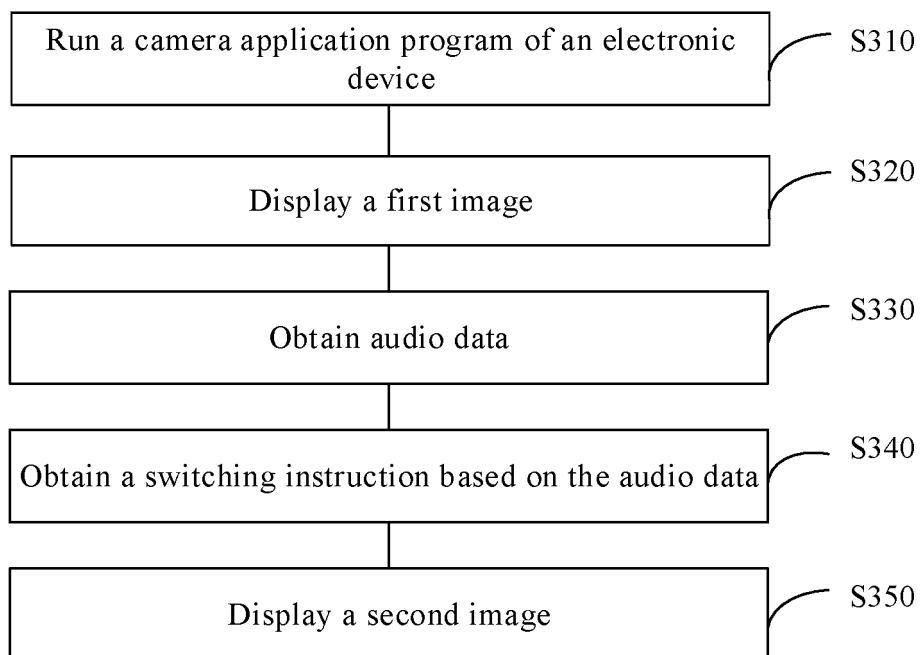 Run a camera application program of an electronic
device
S310
Display a first image
S320
Obtain audio data
S330
Obtain a switching instruction based on the audio data
S340
Display a second image
S350